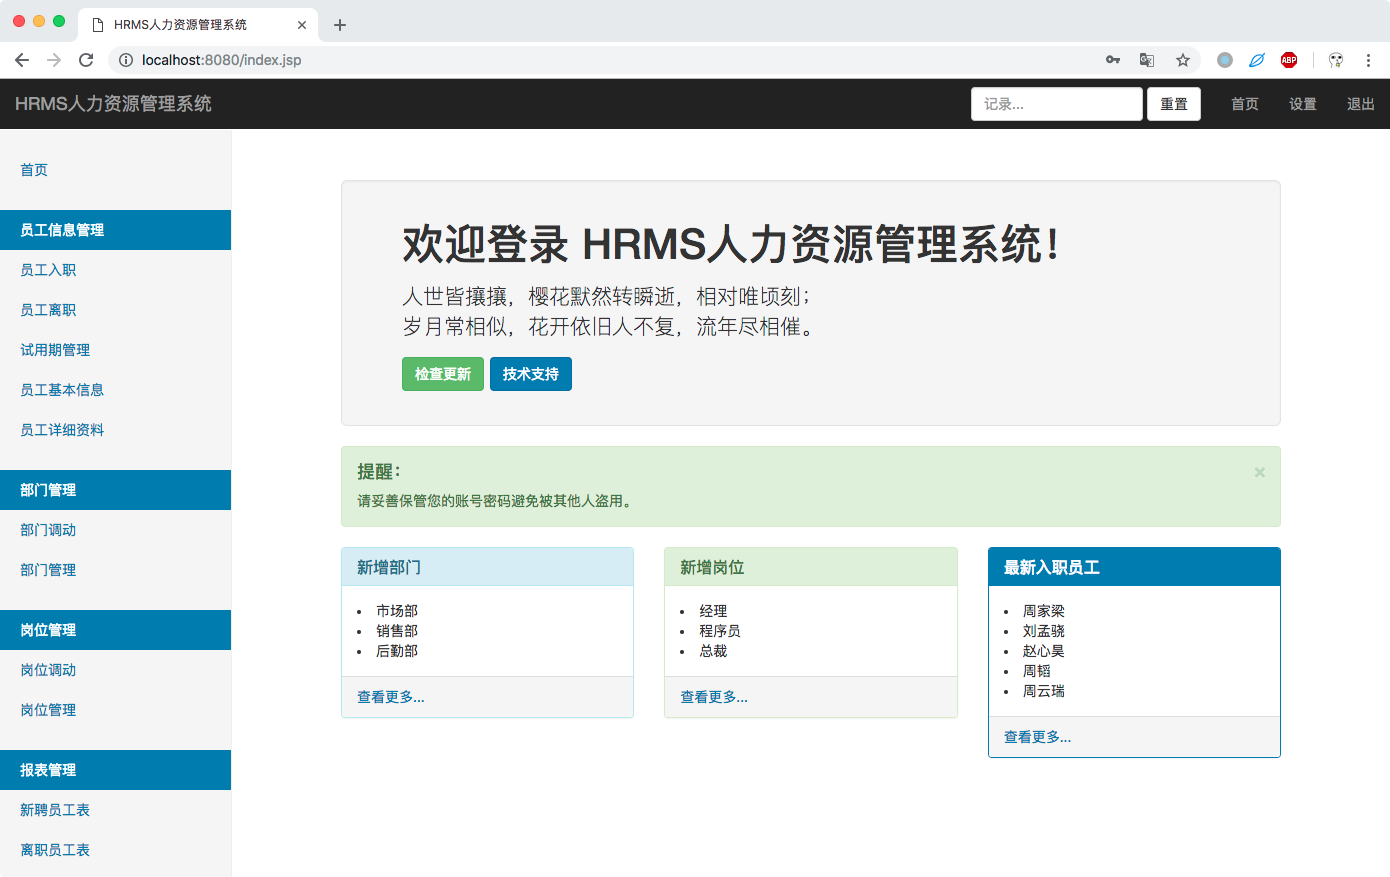 HRMS人力资源管理系统
localhost:8080/index.jsp
ABP
HRMS人力资源管理系统
记录...
重置
首页
设置
退出
首页
员工信息管理
员工入职
员工离职
试用期管理
员工基本信息
员工详细资料
部门管理
部门调动
部门管理
岗位管理
岗位调动
岗位管理
报表管理
新聘员工表
离职员工表
欢迎登录 HRMS人力资源管理系统！
人世皆攘攘，樱花默然转瞬逝，相对唯顷刻；
岁月常相似，花开依旧人不复，流年尽相催。
检查更新
技术支持
提醒：
×
请妥善保管您的账号密码避免被其他人盗用。
新增部门
市场部
销售部
后勤部
查看更多...
新增岗位
经理
程序员
总裁
查看更多...
最新入职员工
周家梁
刘孟骁
赵心昊
周韬
周云瑞
查看更多...